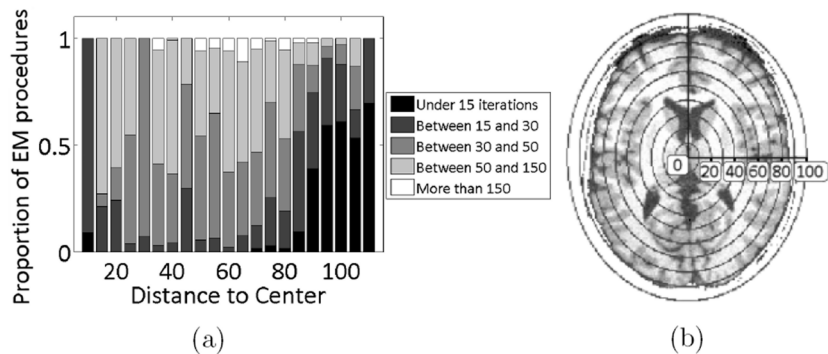 Proportion of EM procedures
1
0.5
0
20 40 60 80 100
Distance to Center
Under 15 iterations
Between 15 and 30
Between 30 and 50
Between 50 and 150
More than 150
(a)
0 20 40 60 80 100
(b)